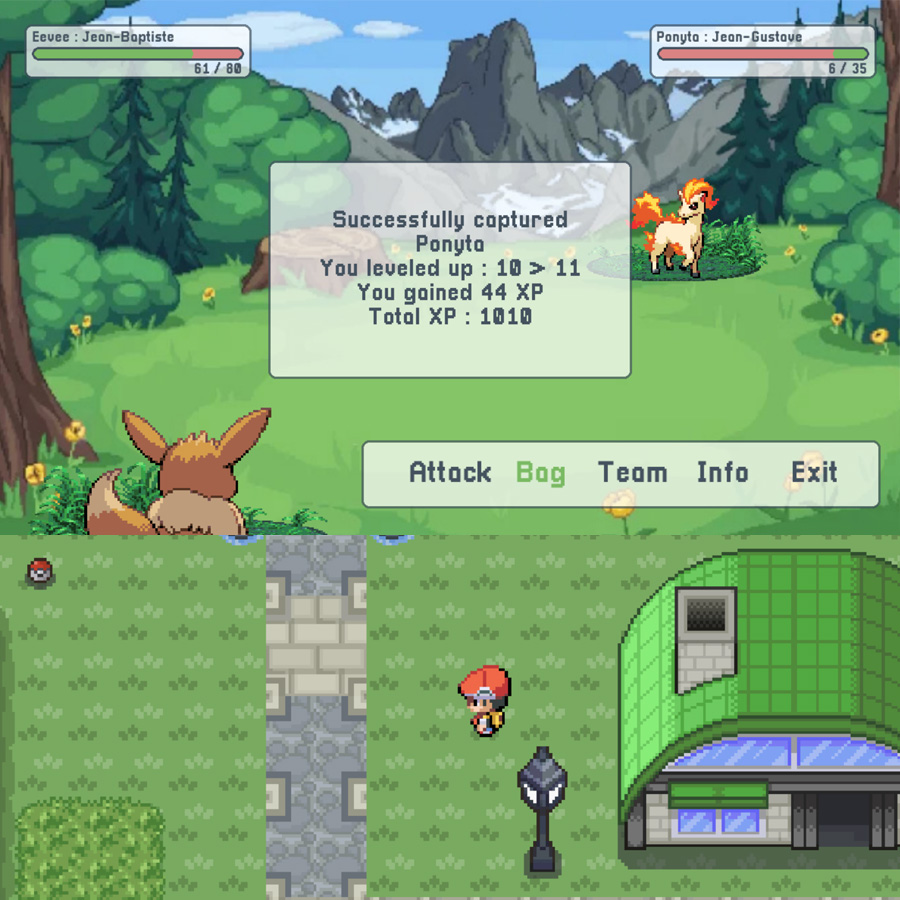 Eevee : Jean-Baptiste
61 / 80
Ponyta : Jean-Gustave
6 / 35
Successfully captured
Ponyta
You leveled up : 10 > 11
You gained 44 XP
Total XP : 1010
Attack Bag Team Info Exit